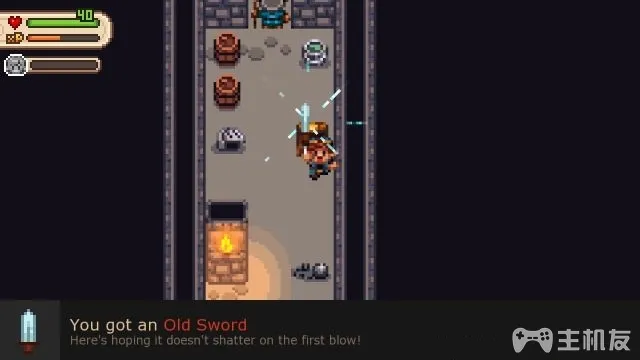 40
XP
You got an Old Sword
Here's hoping it doesn't shatter on the first blow!
主机友